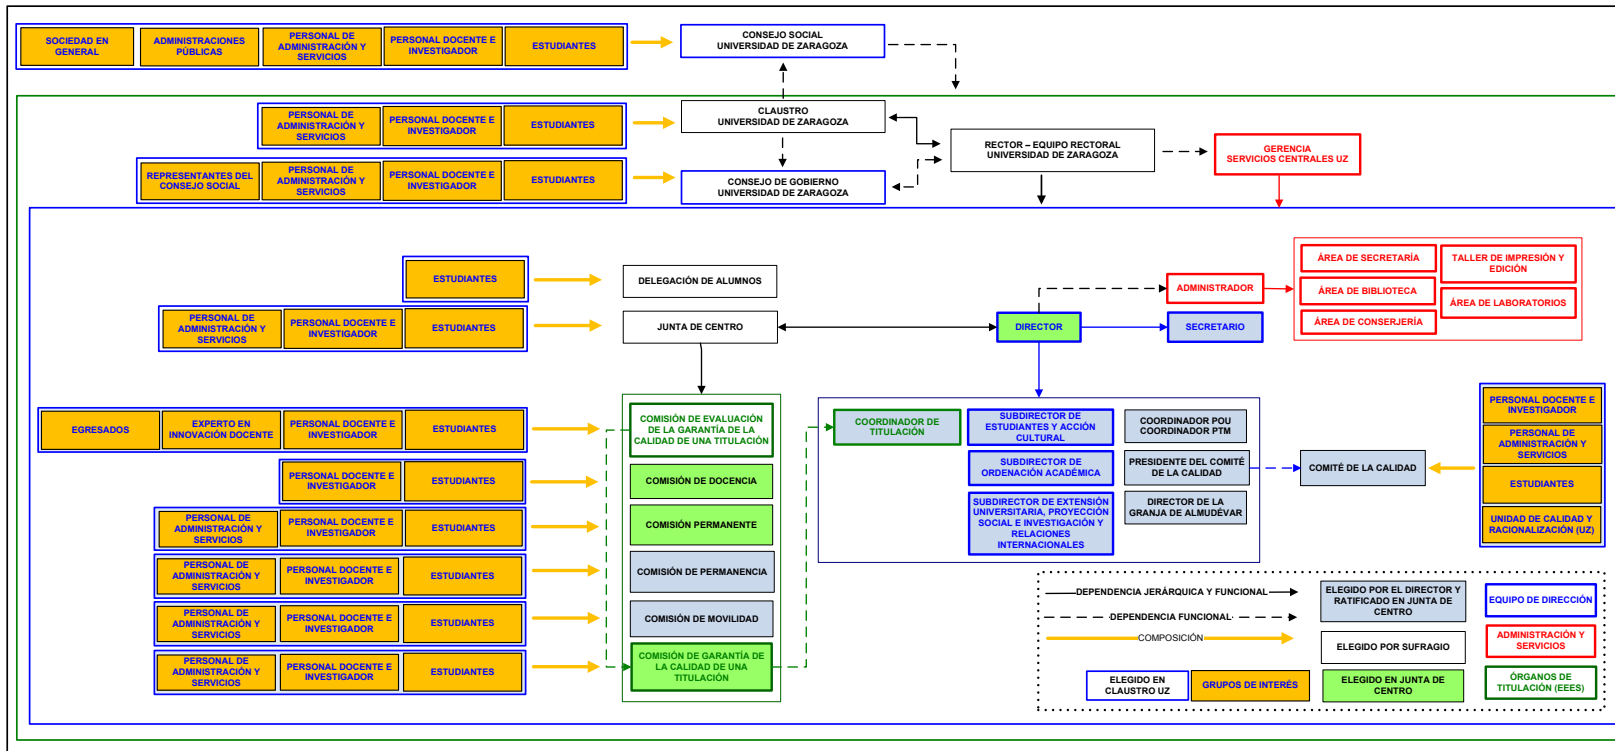 SOCIEDAD EN
GENERAL
ADMINISTRACIONES
PÚBLICAS
PERSONAL DE
ADMINISTRACIÓN Y
SERVICIOS
PERSONAL DOCENTE E
INVESTIGADOR
ESTUDIANTES
CONSEJO SOCIAL
UNIVERSIDAD DE ZARAGOZA
PERSONAL DE
ADMINISTRACIÓN Y
SERVICIOS
PERSONAL DOCENTE E
INVESTIGADOR
ESTUDIANTES
CLAUSTRO
UNIVERSIDAD DE ZARAGOZA
RECTOR – EQUIPO RECTORAL
UNIVERSIDAD DE ZARAGOZA
GERENCIA
SERVICIOS CENTRALES UZ
REPRESENTANTES DEL
CONSEJO SOCIAL
PERSONAL DE
ADMINISTRACIÓN Y
SERVICIOS
PERSONAL DOCENTE E
INVESTIGADOR
ESTUDIANTES
CONSEJO DE GOBIERNO
UNIVERSIDAD DE ZARAGOZA
ESTUDIANTES
DELEGACIÓN DE ALUMNOS
ADMINISTRADOR
ÁREA DE SECRETARÍA
TALLER DE IMPRESIÓN Y
EDICIÓN
ÁREA DE BIBLIOTECA
ÁREA DE LABORATORIOS
ÁREA DE CONSERJERÍA
PERSONAL DE
ADMINISTRACIÓN Y
SERVICIOS
PERSONAL DOCENTE E
INVESTIGADOR
ESTUDIANTES
JUNTA DE CENTRO
DIRECTOR
SECRETARIO
EGRESADOS
EXPERTO EN
INNOVACIÓN DOCENTE
PERSONAL DOCENTE E
INVESTIGADOR
ESTUDIANTES
COMISIÓN DE EVALUACIÓN
DE LA GARANTÍA DE LA
CALIDAD DE UNA TITULACIÓN
COORDINADOR DE
TITULACIÓN
SUBDIRECTOR DE
ESTUDIANTES Y ACCIÓN
CULTURAL
COORDINADOR POU
COORDINADOR PTM
SUBDIRECTOR DE
ORDENACIÓN ACADÉMICA
PRESIDENTE DEL COMITÉ
DE LA CALIDAD
SUBDIRECTOR DE EXTENSIÓN
UNIVERSITARIA, PROYECCIÓN
SOCIAL E INVESTIGACIÓN Y
RELACIONES
INTERNACIONALES
DIRECTOR DE LA
GRANJA DE ALMUDÉVAR
COMITÉ DE LA CALIDAD
PERSONAL DOCENTE E
INVESTIGADOR
PERSONAL DE
ADMINISTRACIÓN Y
SERVICIOS
ESTUDIANTES
UNIDAD DE CALIDAD Y
RACIONALIZACIÓN (UZ)
PERSONAL DOCENTE E
INVESTIGADOR
ESTUDIANTES
COMISIÓN DE DOCENCIA
PERSONAL DE
ADMINISTRACIÓN Y
SERVICIOS
PERSONAL DOCENTE E
INVESTIGADOR
ESTUDIANTES
COMISIÓN PERMANENTE
PERSONAL DE
ADMINISTRACIÓN Y
SERVICIOS
PERSONAL DOCENTE E
INVESTIGADOR
ESTUDIANTES
COMISIÓN DE PERMANENCIA
PERSONAL DE
ADMINISTRACIÓN Y
SERVICIOS
PERSONAL DOCENTE E
INVESTIGADOR
ESTUDIANTES
COMISIÓN DE MOVILIDAD
PERSONAL DE
ADMINISTRACIÓN Y
SERVICIOS
PERSONAL DOCENTE E
INVESTIGADOR
ESTUDIANTES
COMISIÓN DE GARANTÍA DE
LA CALIDAD DE UNA
TITULACIÓN
DEPENDENCIA JERÁRQUICA Y FUNCIONAL
DEPENDENCIA FUNCIONAL
COMPOSICIÓN
ELEGIDO POR EL DIRECTOR Y
RATIFICADO EN JUNTA DE
CENTRO
EQUIPO DE DIRECCIÓN
ELEGIDO POR SUFRAGIO
ADMINISTRACIÓN Y
SERVICIOS
ELEGIDO EN
CLAUSTRO UZ
GRUPOS DE INTERÉS
ELEGIDO EN JUNTA DE
CENTRO
ÓRGANOS DE
TITULACIÓN (EEES)